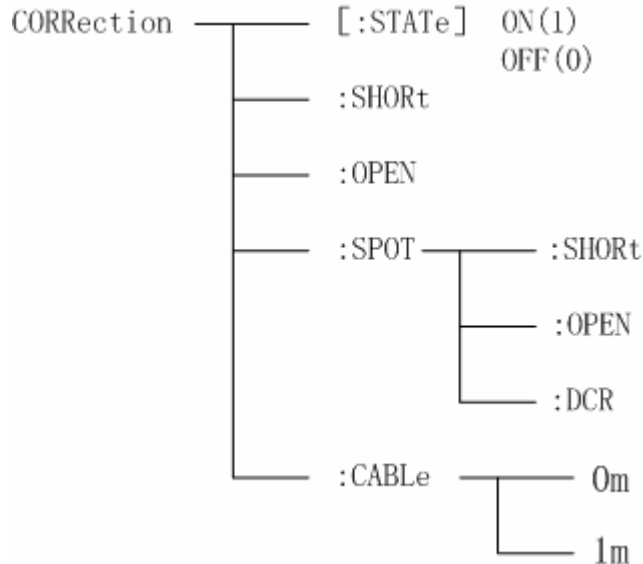 CORRection [:STATe] ON(1)
OFF(0)
:SHORt
:OPEN
:SPOT :SHORt
:OPEN
:DCR
:CABLe 0m
1m